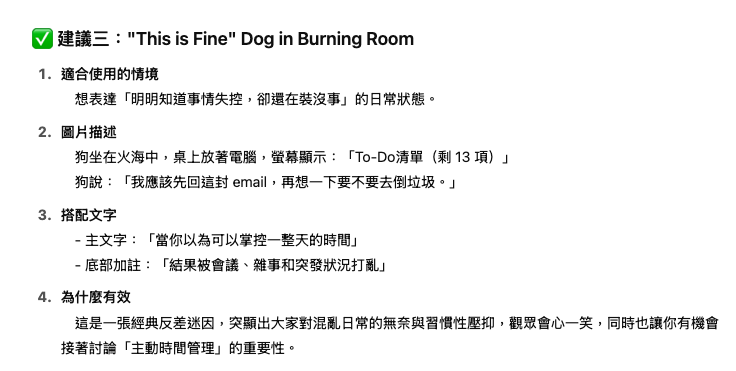 ✅ 建議三："This is Fine" Dog in Burning Room
1. 適合使用的情境
想表達「明明知道事情失控，卻還在裝沒事」的日常狀態。
2. 圖片描述
狗坐在火海中，桌上放著電腦，螢幕顯示：「To-Do清單（剩 13 項）」
狗說：「我應該先回這封 email，再想一下要不要去倒垃圾。」
3. 搭配文字
- 主文字：「當你以為可以掌控一整天的時間」
- 底部加註：「結果被會議、雜事和突發狀況打亂」
4. 為什麼有效
這是一張經典反差迷因，突顯出大家對混亂日常的無奈與習慣性壓抑，觀眾會心一笑，同時也讓你有機會
接著討論「主動時間管理」的重要性。